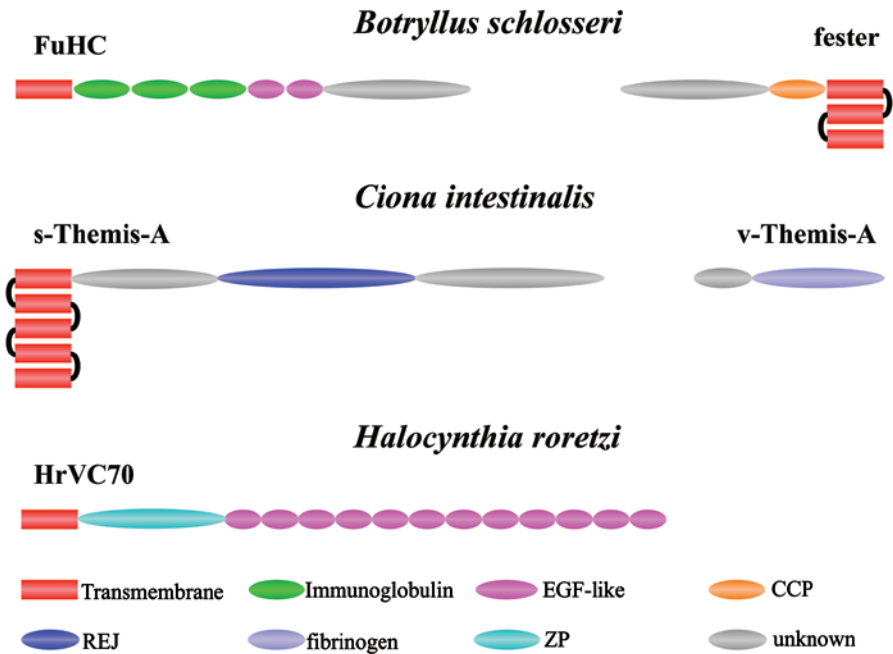 Botryllus schlosseri
FuHC
fester
Ciona intestinalis
s-Themis-A
v-Themis-A
Halocynthia roretzi
HrVC70
Transmembrane
Immunoglobulin
EGF-like
CCP
REJ
fibrinogen
ZP
unknown